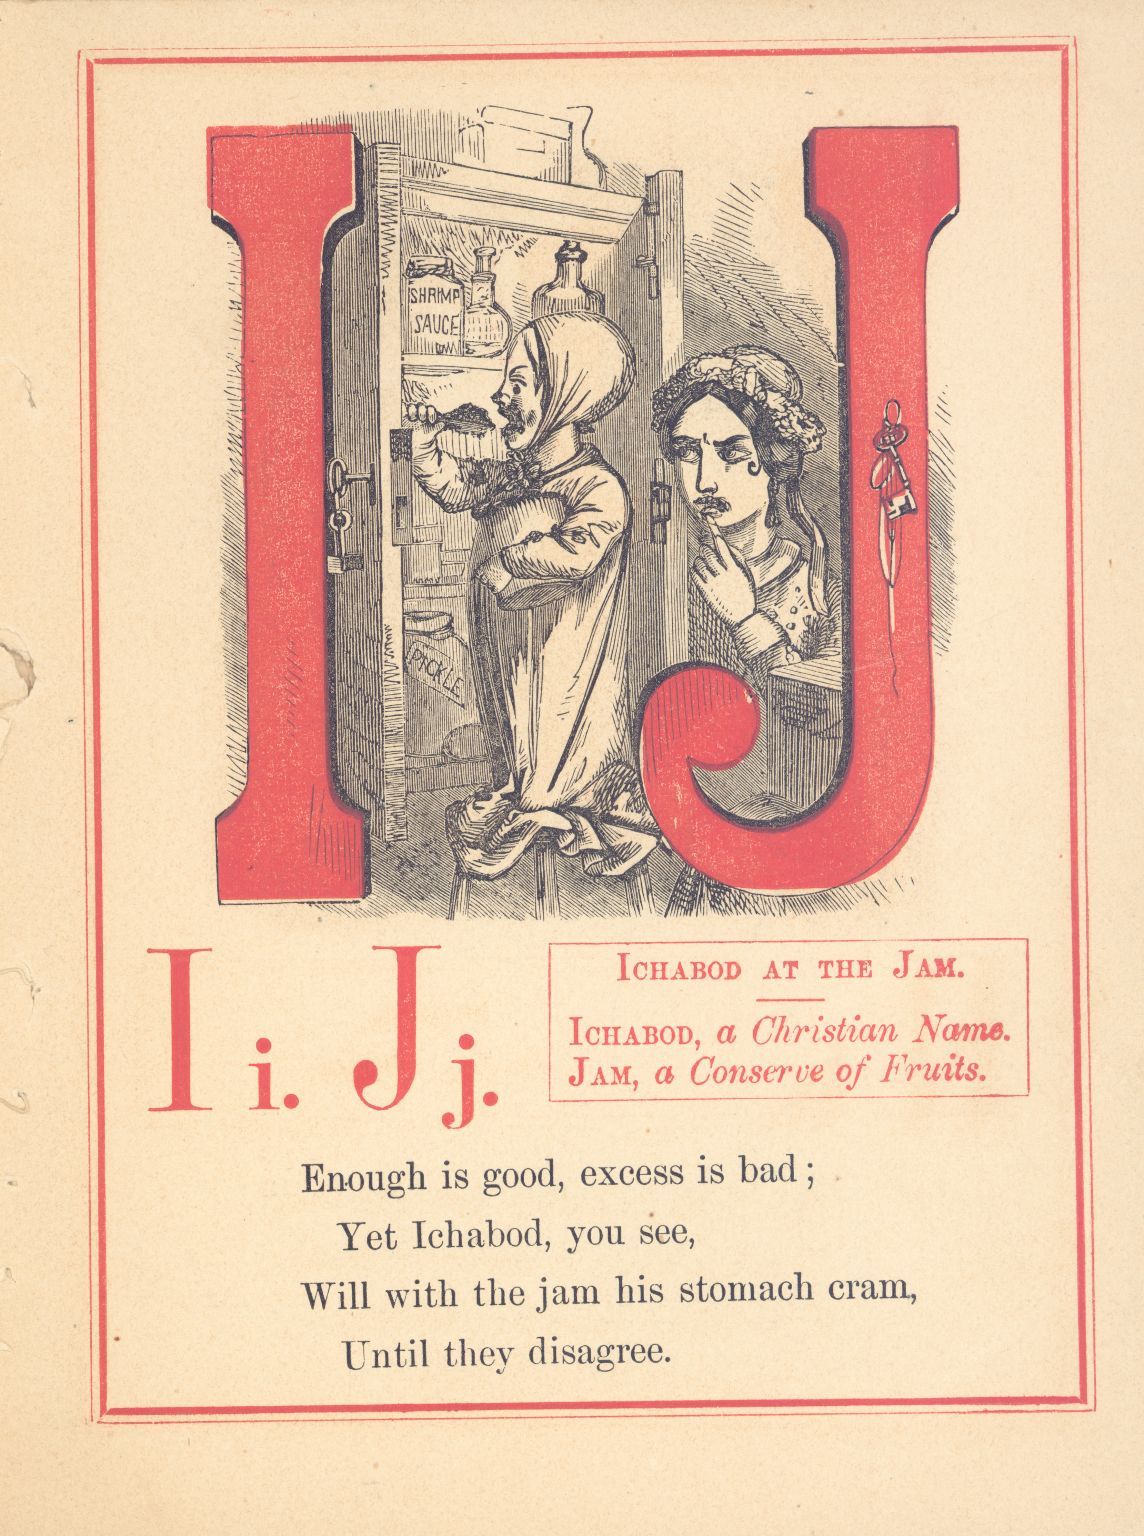 I J
SHRIMP
SAUCE
PICKLE
I i. J j.
ICHABOD AT THE JAM.
ICHABOD, a Christian Name.
JAM, a Conserve of Fruits.
Enough is good, excess is bad;
Yet Ichabod, you see,
Will with the jam his stomach cram,
Until they disagree.